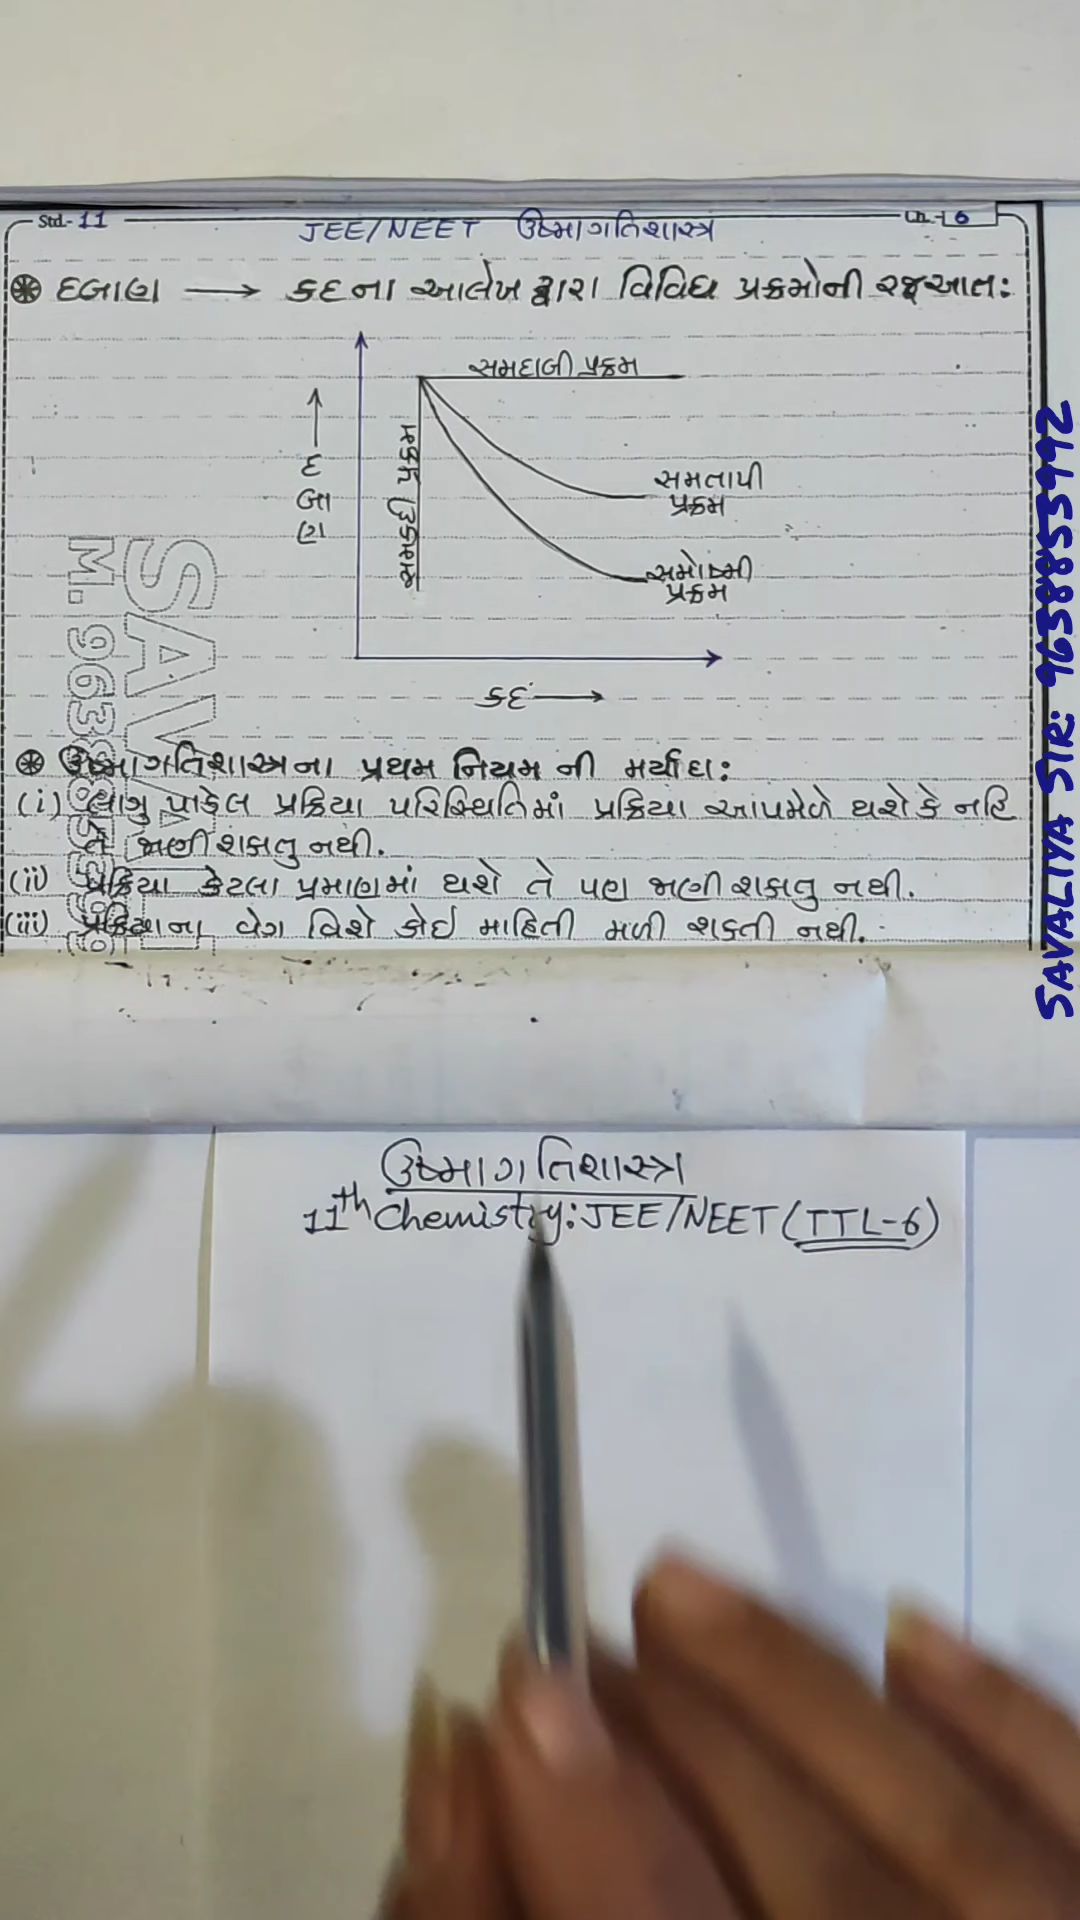 Std.- 11
JEE/NEET ઉષ્માગતિશાસ્ત્ર
Ch.-6
દબાણ → કદના આલેખ દ્વારા વિવિધ પ્રક્રમોની રજૂઆત:
સમદાબી પ્રક્રમ
સમકદી પ્રક્રમ
દબાણ
સમતાપી
પ્રક્રમ
સમોષ્મી
પ્રક્રમ
કદ →
ઉષ્માગતિશાસ્ત્રના પ્રથમ નિયમ ની મર્યાદા:
(i) લાગુ પાડેલ પ્રક્રિયા પરિસ્થિતિમાં પ્રક્રિયા આપમેળે થશે કે નહિ
તે જાણી શકાતુ નથી.
(ii) પ્રક્રિયા કેટલા પ્રમાણમાં થશે તે પણ જાણી શકાતુ નથી.
(iii) પ્રક્રિયાના વેગ વિશે કોઈ માહિતી મળી શકતી નથી.
SAVALIYA SIR: 9638853992
ઉષ્માગતિશાસ્ત્ર
11th Chemistry: JEE/NEET (TTL-6)